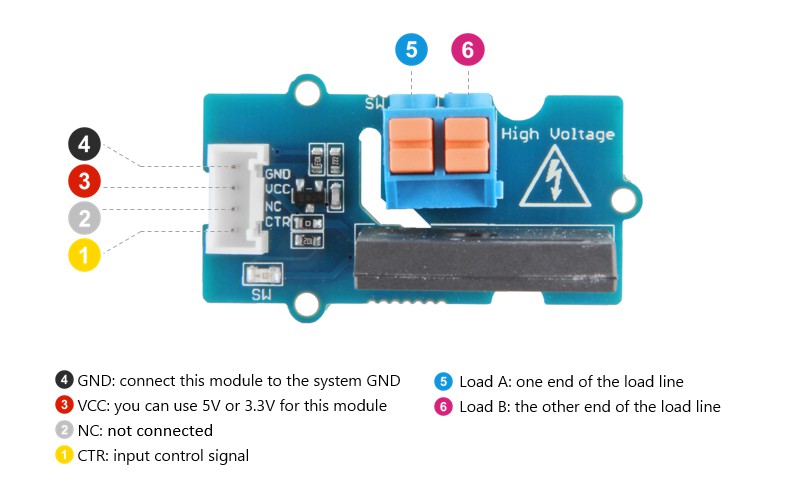 5 6
SW
High Voltage
4
3
2
1
GND
VCC
NC
CTR
SW
4 GND: connect this module to the system GND
3 VCC: you can use 5V or 3.3V for this module
2 NC: not connected
1 CTR: input control signal
5 Load A: one end of the load line
6 Load B: the other end of the load line